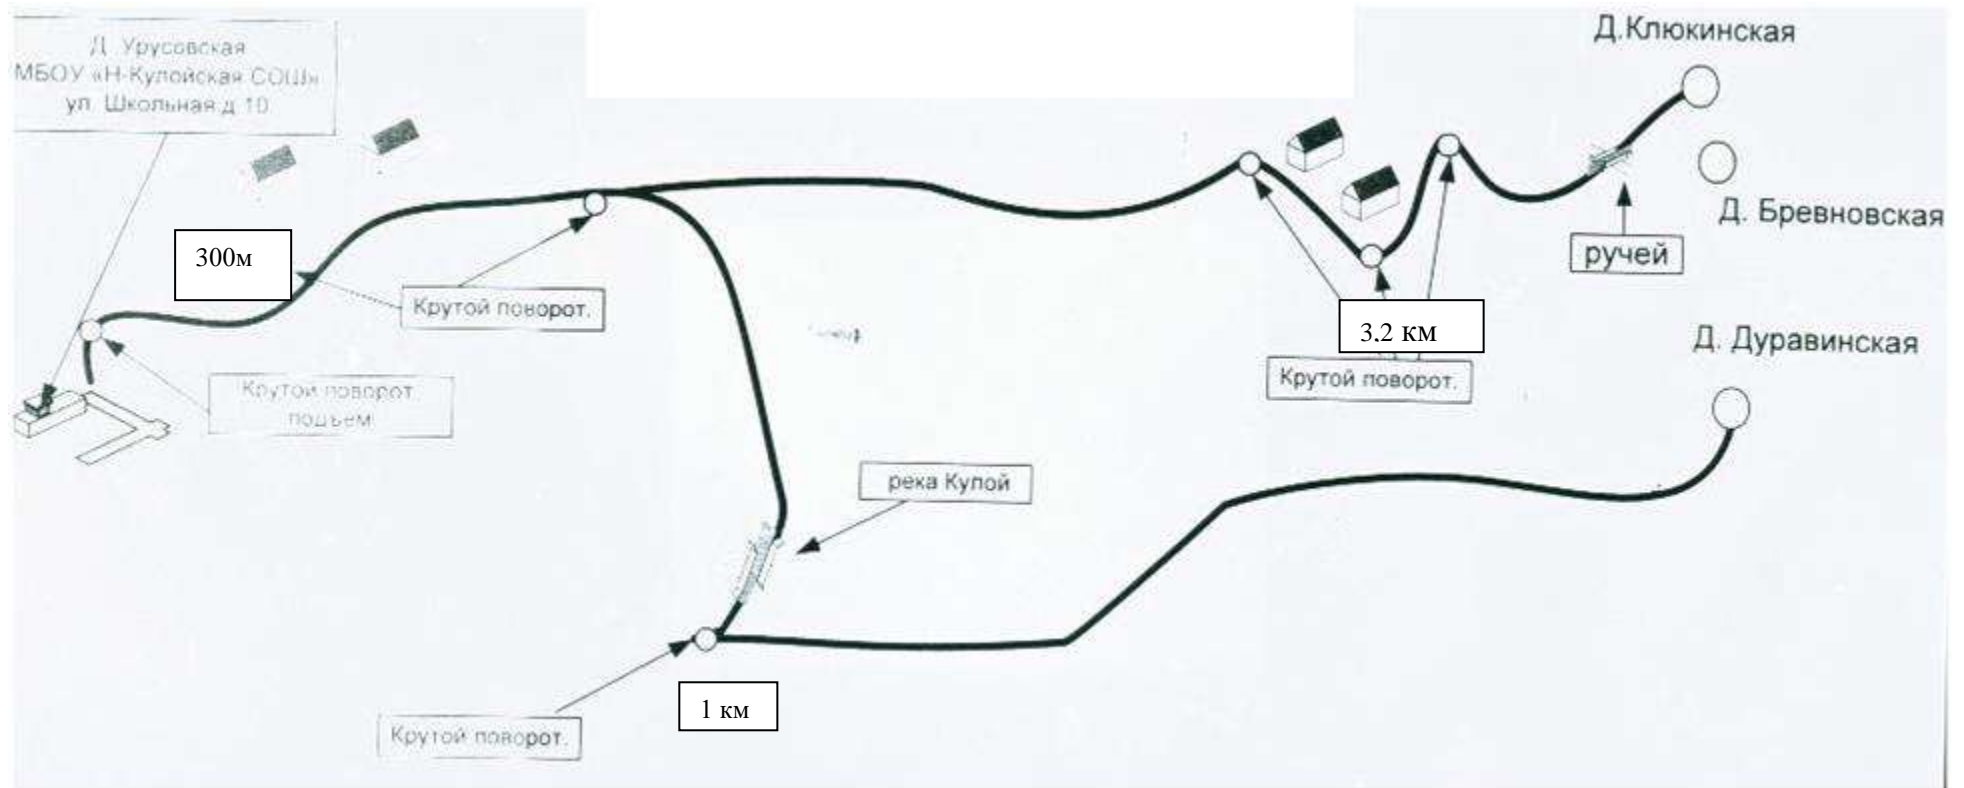 Д. Урусовская
МБОУ «Н-Кулойская СОШ»
ул. Школьная д 10
Д.Клюкинская
Д. Бревновская
ручей
300м
Крутой поворот.
3,2 км
Крутой поворот.
Д. Дуравинская
Крутой поворот.
подъем
река Кулой
1 км
Крутой поворот.